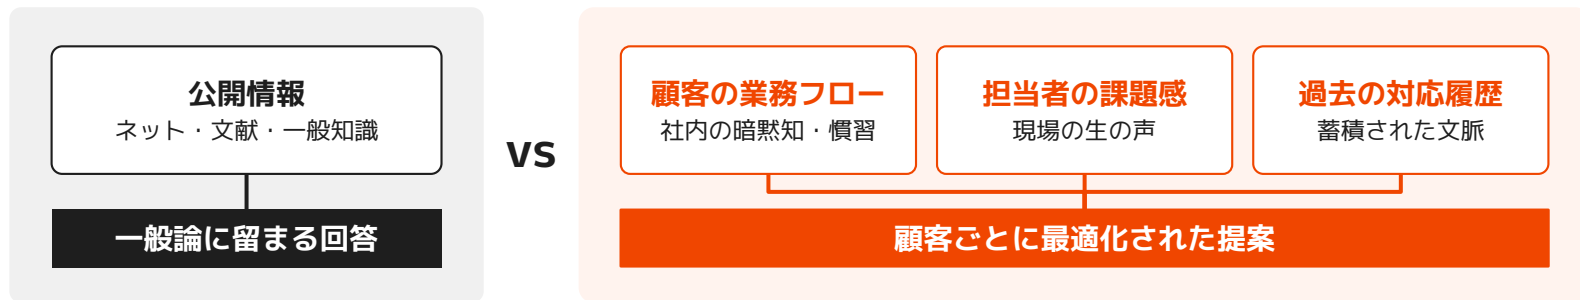 公開情報
ネット・文献・一般知識
一般論に留まる回答
VS
顧客の業務フロー
社内の暗黙知・慣習
担当者の課題感
現場の生の声
過去の対応履歴
蓄積された文脈
顧客ごとに最適化された提案